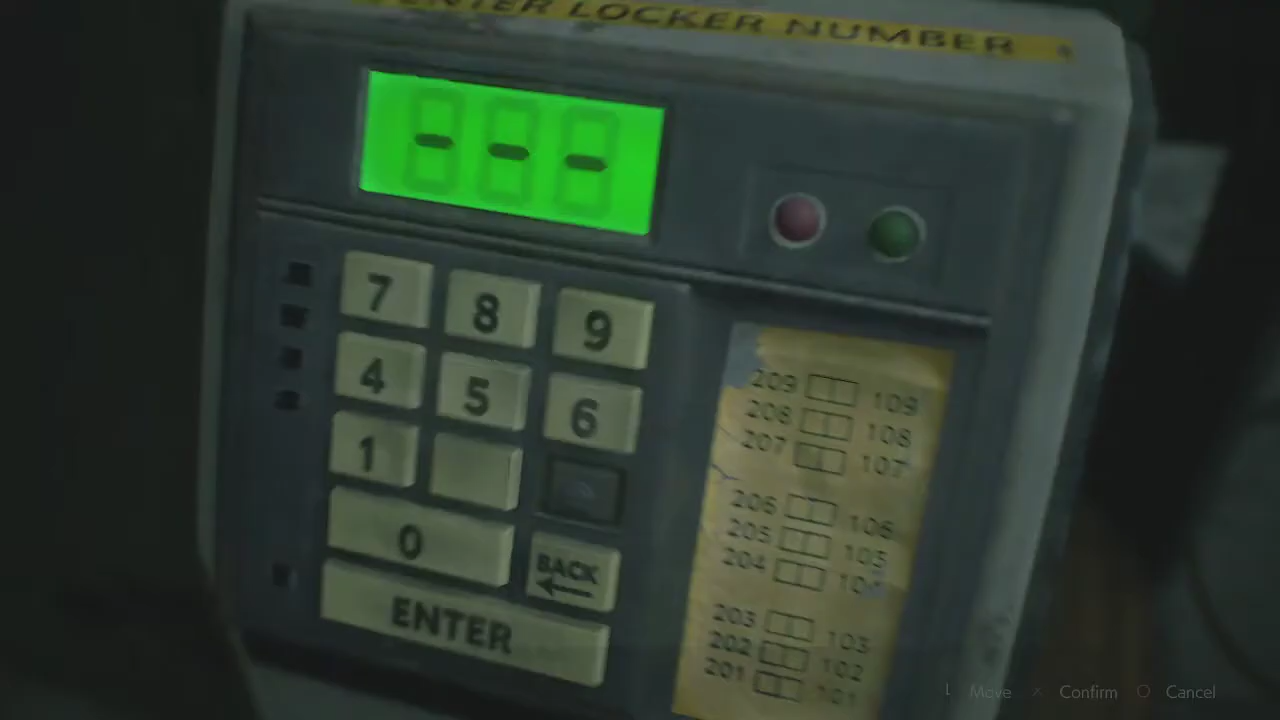 ENTER LOCKER NUMBER
7 8 9
4 5 6
1
0 BACK
ENTER
209 109
208 108
207 107
206 106
205 105
204 104
203 103
202 102
201 101
L Move × Confirm O Cancel